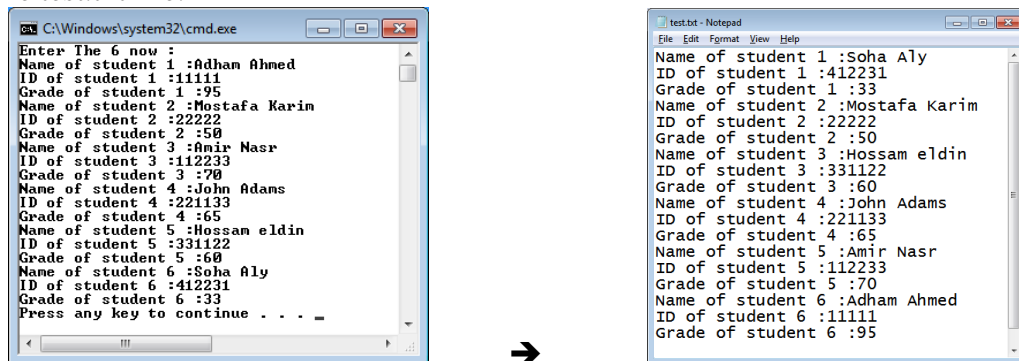 C:\Windows\system32\cmd.exe
Enter The 6 now :
Name of student 1 :Adham Ahmed
ID of student 1 :11111
Grade of student 1 :95
Name of student 2 :Mostafa Karim
ID of student 2 :22222
Grade of student 2 :50
Name of student 3 :Amir Nasr
ID of student 3 :112233
Grade of student 3 :70
Name of student 4 :John Adams
ID of student 4 :221133
Grade of student 4 :65
Name of student 5 :Hossam eldin
ID of student 5 :331122
Grade of student 5 :60
Name of student 6 :Soha Aly
ID of student 6 :412231
Grade of student 6 :33
Press any key to continue . . . _
test.txt - Notepad
File Edit Format View Help
Name of student 1 :Soha Aly
ID of student 1 :412231
Grade of student 1 :33
Name of student 2 :Mostafa Karim
ID of student 2 :22222
Grade of student 2 :50
Name of student 3 :Hossam eldin
ID of student 3 :331122
Grade of student 3 :60
Name of student 4 :John Adams
ID of student 4 :221133
Grade of student 4 :65
Name of student 5 :Amir Nasr
ID of student 5 :112233
Grade of student 5 :70
Name of student 6 :Adham Ahmed
ID of student 6 :11111
Grade of student 6 :95